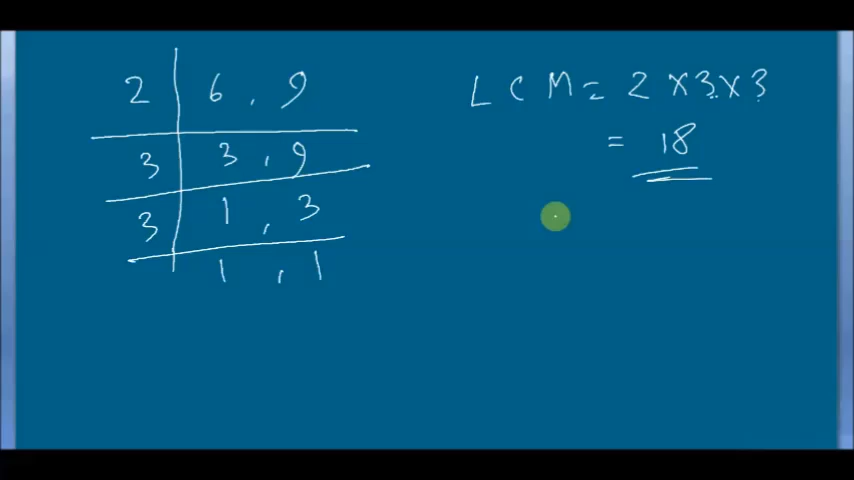 2 | 6, 9
3 | 3, 9
3 | 1, 3
1, 1
LCM = 2 × 3 × 3
= 18